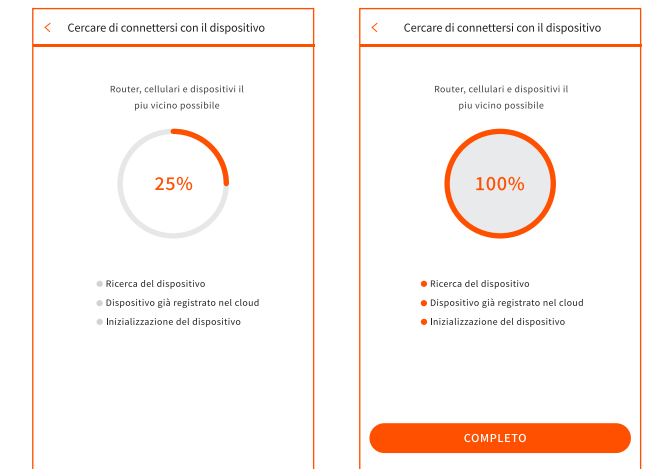 Cercare di connettersi con il dispositivo
Router, cellulari e dispositivi il
piu vicino possibile
25%
Ricerca del dispositivo
Dispositivo già registrato nel cloud
Inizializzazione del dispositivo
Cercare di connettersi con il dispositivo
Router, cellulari e dispositivi il
piu vicino possibile
100%
Ricerca del dispositivo
Dispositivo già registrato nel cloud
Inizializzazione del dispositivo
COMPLETO